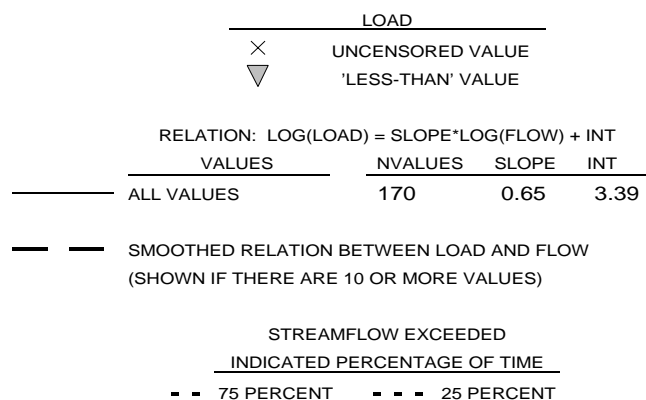 LOAD
UNCENSORED VALUE
'LESS-THAN' VALUE
RELATION: LOG(LOAD) = SLOPE*LOG(FLOW) + INT
VALUES NVALUES SLOPE INT
ALL VALUES 170 0.65 3.39
SMOOTHED RELATION BETWEEN LOAD AND FLOW
(SHOWN IF THERE ARE 10 OR MORE VALUES)
STREAMFLOW EXCEEDED
INDICATED PERCENTAGE OF TIME
75 PERCENT 25 PERCENT